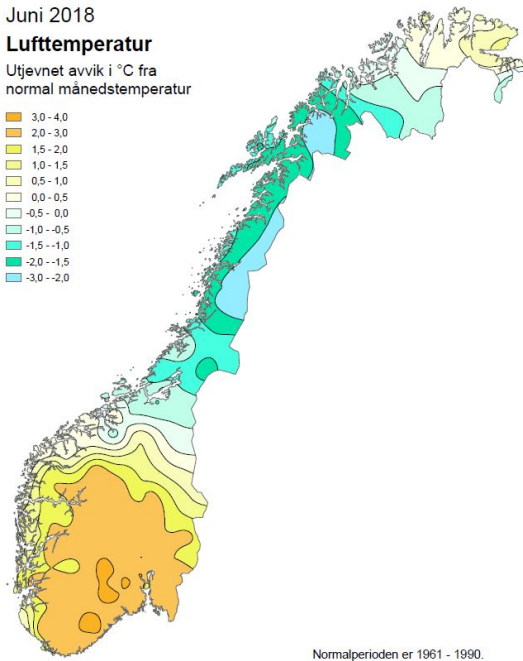 Juni 2018
Lufttemperatur
Utjevnet avvik i °C fra
normal månedstemperatur
3,0 - 4,0
2,0 - 3,0
1,5 - 2,0
1,0 - 1,5
0,5 - 1,0
0,0 - 0,5
-0,5 - 0,0
-1,0 - -0,5
-1,5 - -1,0
-2,0 - -1,5
-3,0 - -2,0
Normalperioden er 1961 - 1990.